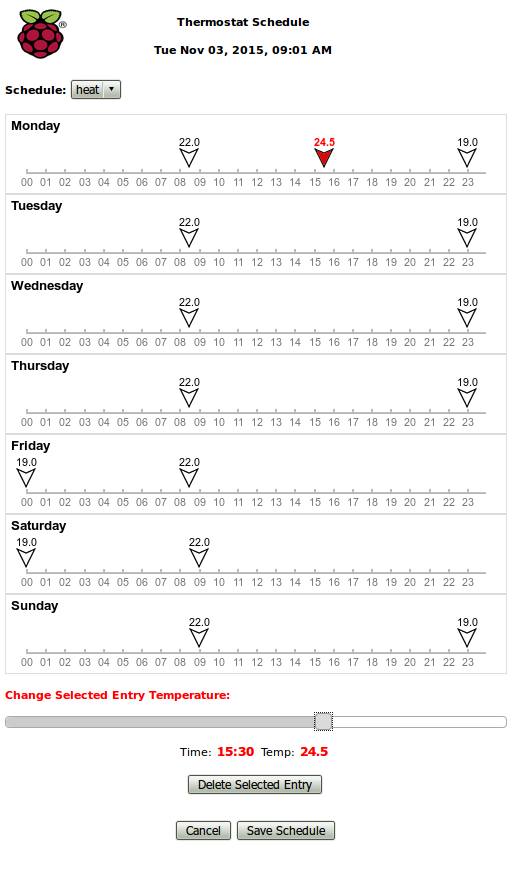 ®
Thermostat Schedule
Tue Nov 03, 2015, 09:01 AM
Schedule: heat
Monday
22.0 24.5 19.0
00 01 02 03 04 05 06 07 08 09 10 11 12 13 14 15 16 17 18 19 20 21 22 23
Tuesday
22.0 19.0
00 01 02 03 04 05 06 07 08 09 10 11 12 13 14 15 16 17 18 19 20 21 22 23
Wednesday
22.0 19.0
00 01 02 03 04 05 06 07 08 09 10 11 12 13 14 15 16 17 18 19 20 21 22 23
Thursday
22.0 19.0
00 01 02 03 04 05 06 07 08 09 10 11 12 13 14 15 16 17 18 19 20 21 22 23
Friday
19.0 22.0
00 01 02 03 04 05 06 07 08 09 10 11 12 13 14 15 16 17 18 19 20 21 22 23
Saturday
19.0 22.0
00 01 02 03 04 05 06 07 08 09 10 11 12 13 14 15 16 17 18 19 20 21 22 23
Sunday
22.0 19.0
00 01 02 03 04 05 06 07 08 09 10 11 12 13 14 15 16 17 18 19 20 21 22 23
Change Selected Entry Temperature:
Time: 15:30 Temp: 24.5
Delete Selected Entry
Cancel Save Schedule